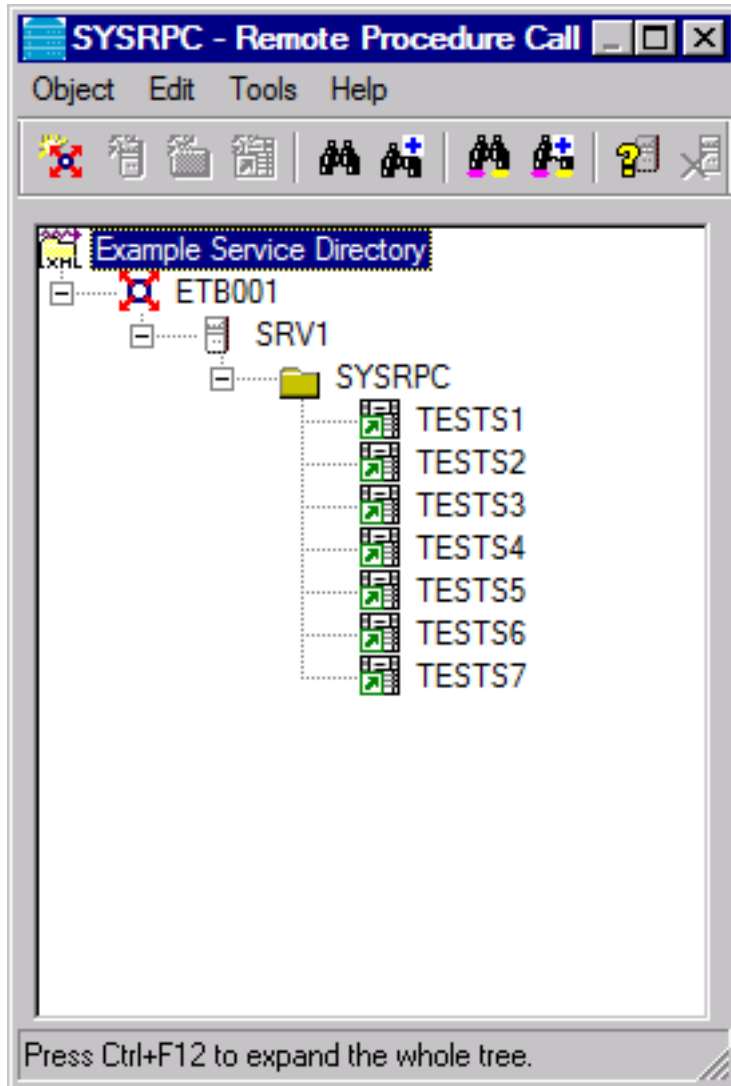 SYSRPC - Remote Procedure Call
Object Edit Tools Help
XML Example Service Directory
ETB001
SRV1
SYSRPC
TESTS1
TESTS2
TESTS3
TESTS4
TESTS5
TESTS6
TESTS7
Press Ctrl+F12 to expand the whole tree.